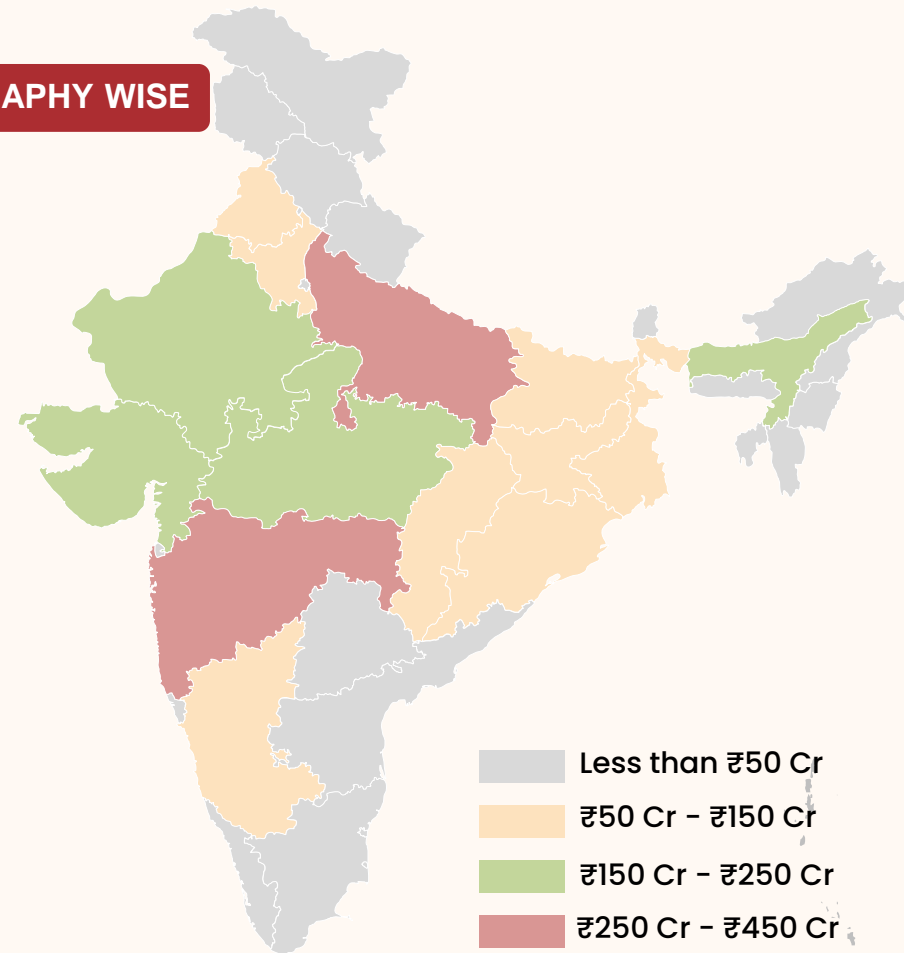 APHY WISE
Less than ₹50 Cr
₹50 Cr - ₹150 Cr
₹150 Cr - ₹250 Cr
₹250 Cr - ₹450 Cr